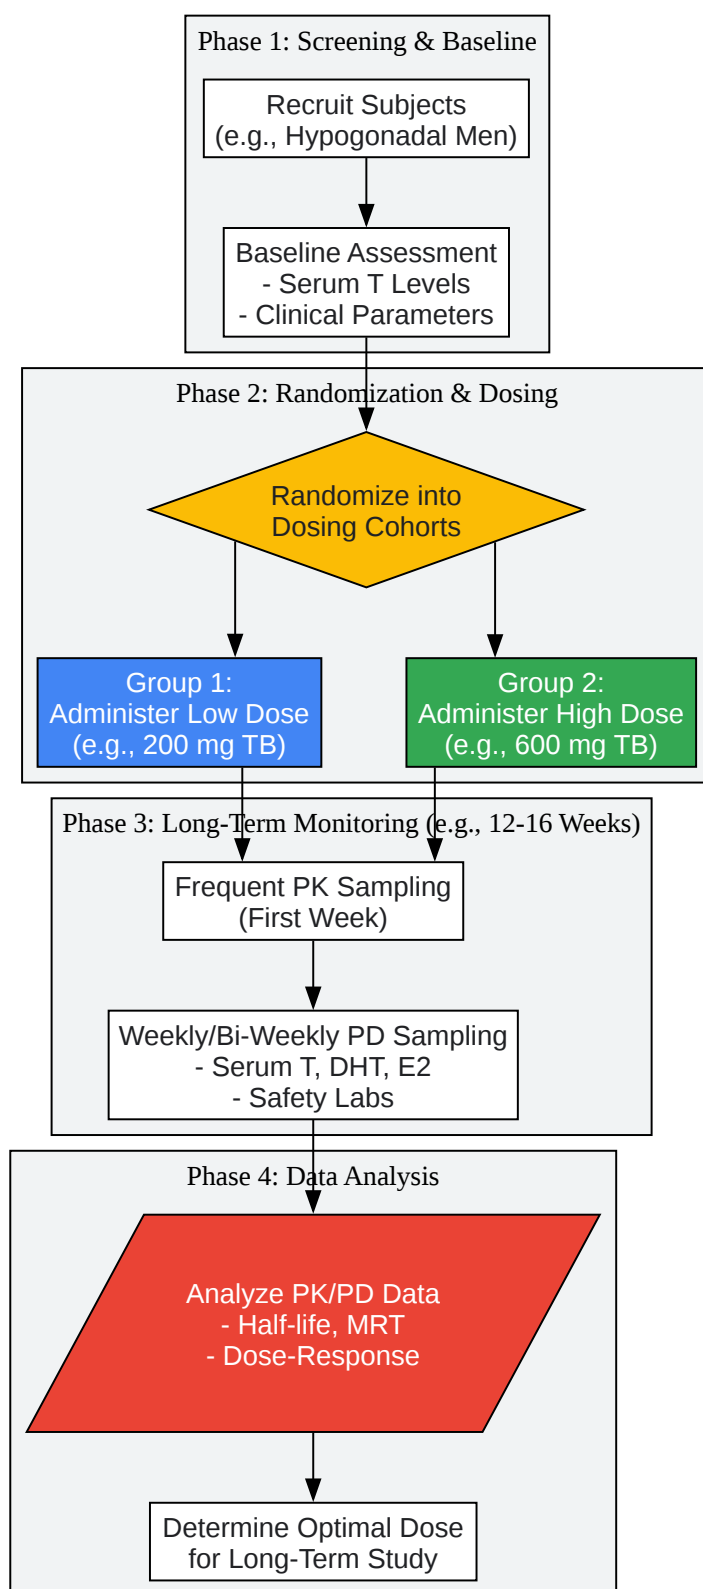 Phase 1: Screening & Baseline
Recruit Subjects
(e.g., Hypogonadal Men)
Baseline Assessment
- Serum T Levels
- Clinical Parameters
Phase 2: Randomization & Dosing
Randomize into
Dosing Cohorts
Group 1:
Administer Low Dose
(e.g., 200 mg TB)
Group 2:
Administer High Dose
(e.g., 600 mg TB)
Phase 3: Long-Term Monitoring (e.g., 12-16 Weeks)
Frequent PK Sampling
(First Week)
Weekly/Bi-Weekly PD Sampling
- Serum T, DHT, E2
- Safety Labs
Phase 4: Data Analysis
Analyze PK/PD Data
- Half-life, MRT
- Dose-Response
Determine Optimal Dose
for Long-Term Study